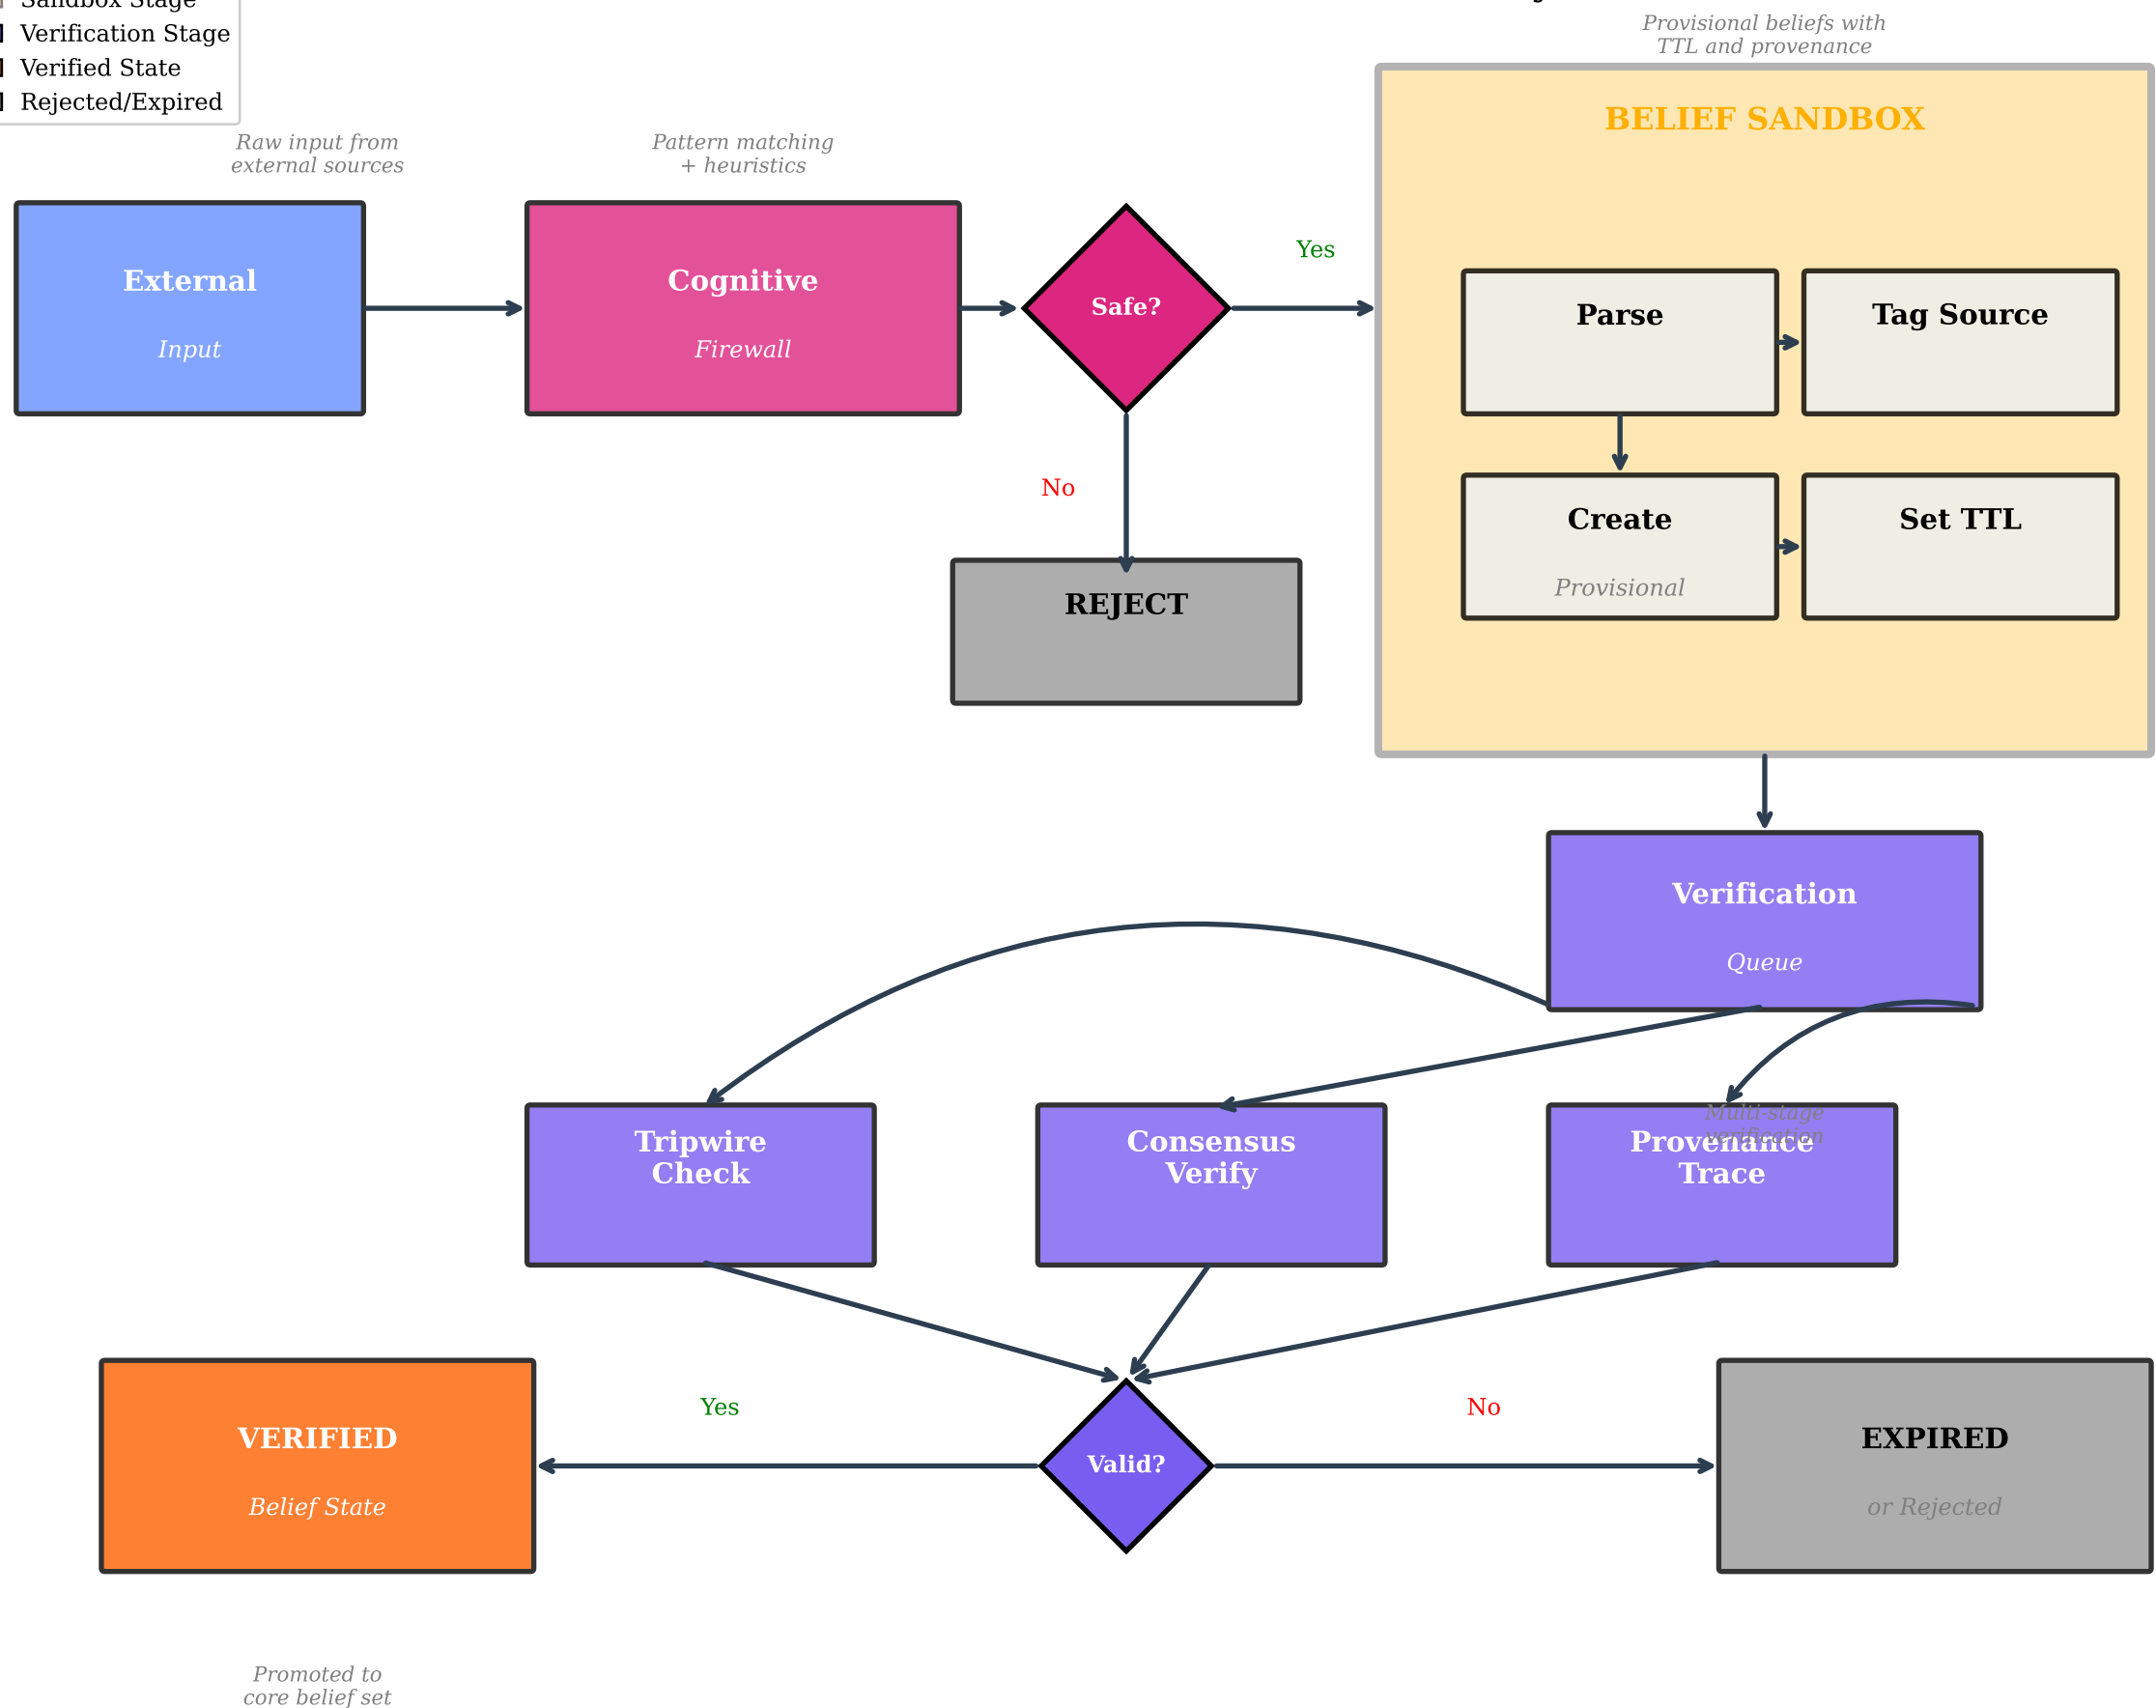 Sandbox Stage
Verification Stage
Verified State
Rejected/Expired
Provisional beliefs with
TTL and provenance
Raw input from
external sources
Pattern matching
+ heuristics
BELIEF SANDBOX
External
Input
Cognitive
Firewall
Safe?
Yes
No
REJECT
Parse
Tag Source
Create
Provisional
Set TTL
Verification
Queue
Tripwire
Check
Consensus
Verify
Multi-stage
verification
Provenance
Trace
Valid?
Yes
No
VERIFIED
Belief State
EXPIRED
or Rejected
Promoted to
core belief set